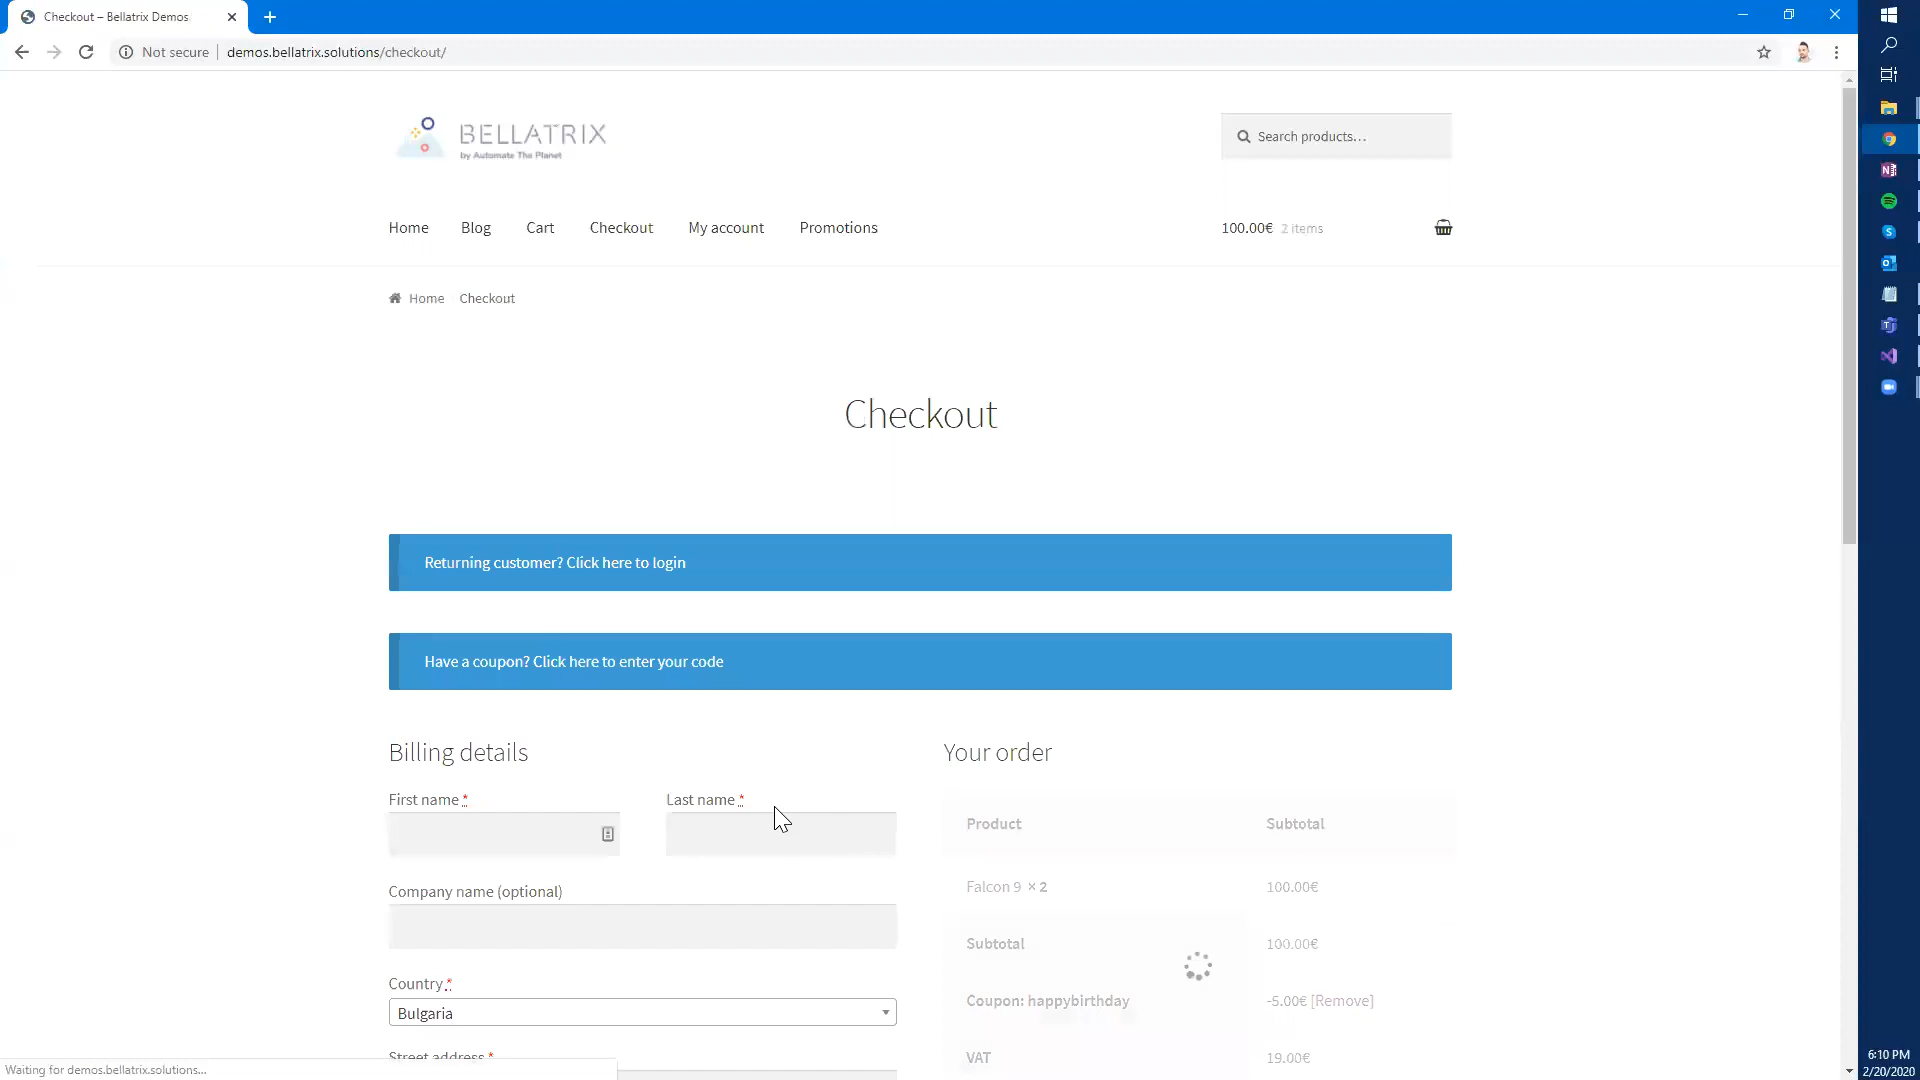 Checkout – Bellatrix Demos
Not secure
demos.bellatrix.solutions/checkout/
BELLATRIX
by Automate The Planet
Search products…
Home Blog Cart Checkout My account Promotions
100.00€ 2 items
Home Checkout
Checkout
Returning customer? Click here to login
Have a coupon? Click here to enter your code
Billing details
Your order
First name *
Last name *
Product Subtotal
Falcon 9 × 2 100.00€
Company name (optional)
Subtotal 100.00€
Country *
Coupon: happybirthday -5.00€ [Remove]
Bulgaria
Street address *
VAT 19.00€
Waiting for demos.bellatrix.solutions...
6:10 PM
2/20/2020